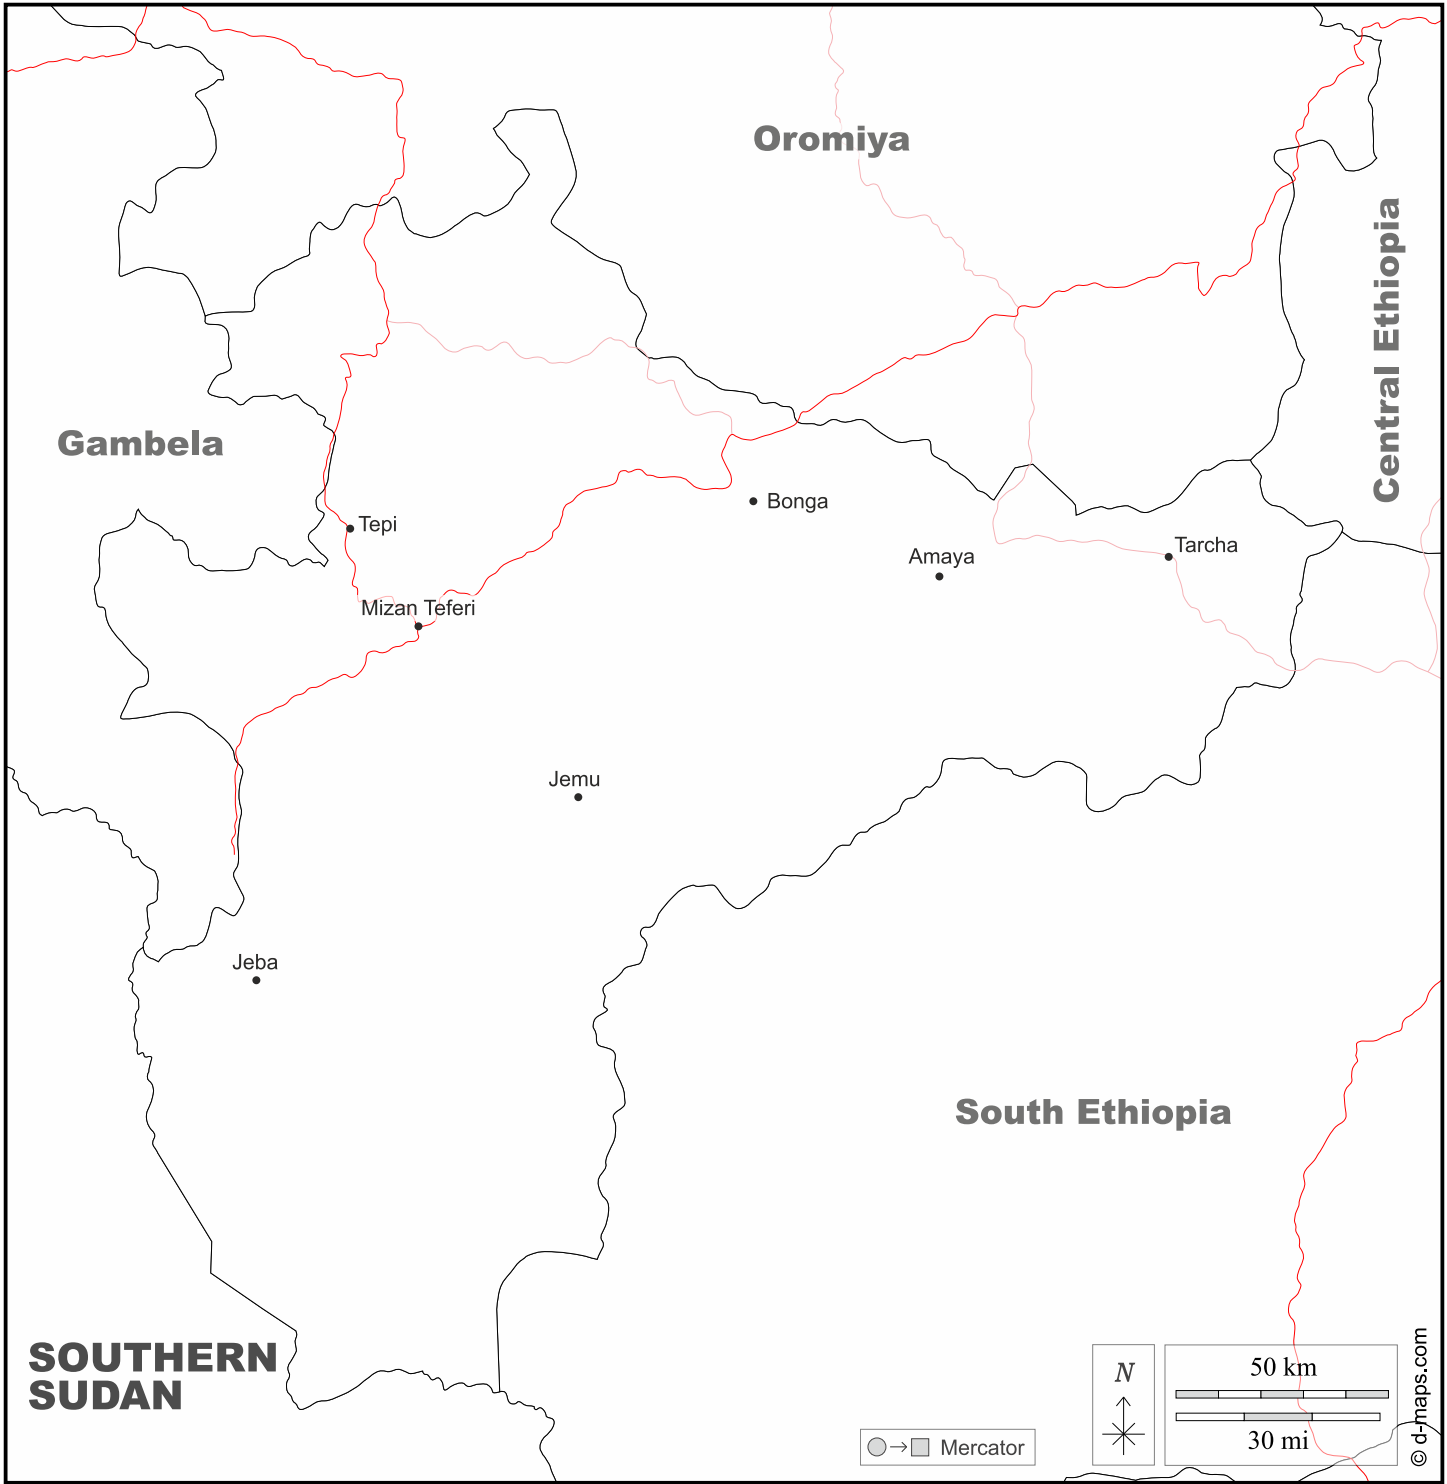 Oromiya
Central Ethiopia
Gambela
Bonga
Tepi
Tarcha
Amaya
Mizan Teferi
Jemu
Jeba
South Ethiopia
SOUTHERN
SUDAN
N
50 km
30 mi
Mercator
© d-maps.com